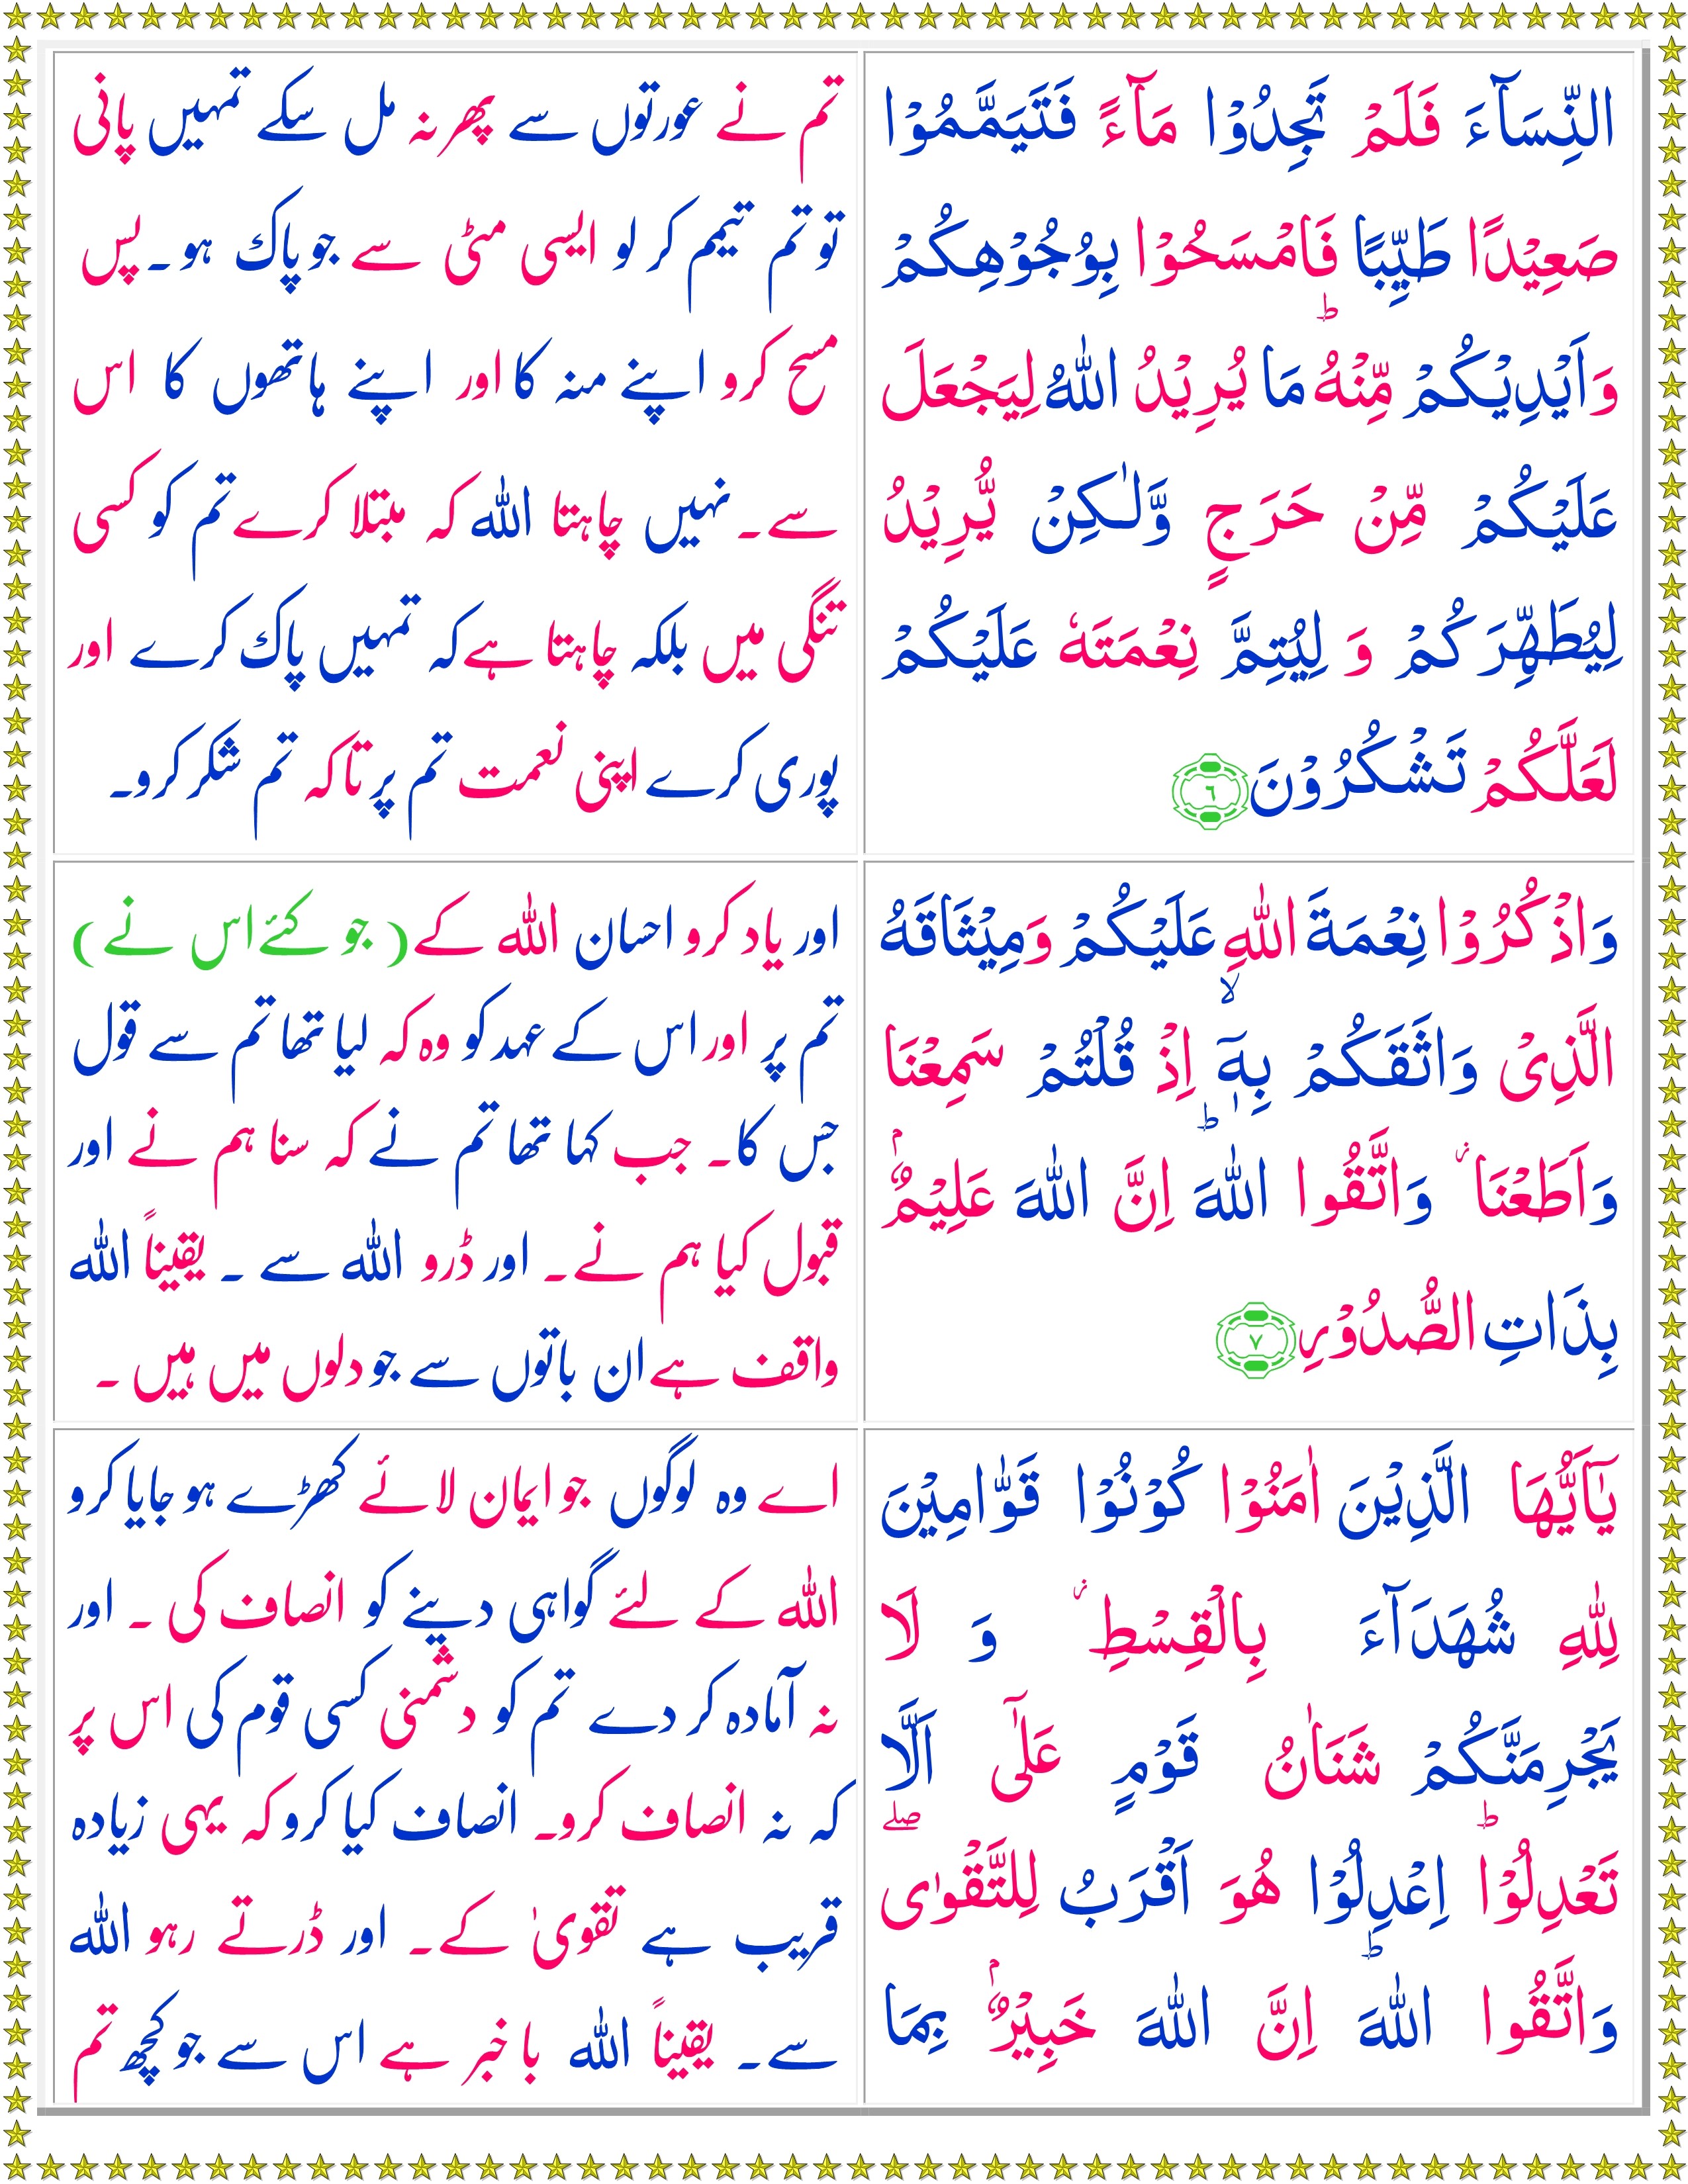 النِّسَآءَ فَلَمْ تَجِدُوْا مَآءً فَتَيَمَّمُوْا
صَعِيْدًا طَيِّبًا فَامْسَحُوْا بِوُجُوْهِكُمْ
وَاَيْدِيْكُمْ مِّنْهُ ؕ مَا يُرِيْدُ اللّٰهُ لِيَجْعَلَ
عَلَيْكُمْ مِّنْ حَرَجٍ وَّلٰـكِنْ يُّرِيْدُ
لِيُطَهِّرَكُمْ وَ لِيُتِمَّ نِعْمَتَهٗ عَلَيْكُمْ
لَعَلَّكُمْ تَشْكُرُوْنَ ٦
تم نے عورتوں سے پھر نہ مل سکے تمہیں پانی
تو تم تیمم کر لو ایسی مٹی سے جو پاک ہو۔ پس
مسح کرو اپنے منہ کا اور اپنے ہاتھوں کا اس
سے۔ نہیں چاہتا اللہ کہ مبتلا کرے تم کو کسی
تنگی میں بلکہ چاہتا ہے کہ تمہیں پاک کرے اور
پوری کرے اپنی نعمت تم پر تاکہ تم شکر کرو۔
وَاذْكُرُوْا نِعْمَةَ اللّٰهِ عَلَيْكُمْ وَمِيْثَاقَهُ
الَّذِىْ وَاثَقَكُمْ بِهٖۤ ۙ اِذْ قُلْتُمْ سَمِعْنَا
وَاَطَعْنَا ۡ وَاتَّقُوا اللّٰهَ ؕ اِنَّ اللّٰهَ عَلِيْمٌۢ
بِذَاتِ الصُّدُوْرِ ٧
اور یاد کرو احسان اللہ کے ( جو کئے اس نے )
تم پر اور اس کے عہد کو وہ کہ لیا تھا تم سے قول
جس کا۔ جب کہا تھا تم نے کہ سنا ہم نے اور
قبول کیا ہم نے۔ اور ڈرو اللہ سے ۔ یقیناً اللہ
واقف ہے ان باتوں سے جو دلوں میں ہیں ۔
يٰۤاَيُّهَا الَّذِيْنَ اٰمَنُوْا كُوْنُوْا قَوَّامِيْنَ
لِلّٰهِ شُهَدَآءَ بِالْقِسْطِ ۡ وَ لَا
يَجْرِمَنَّكُمْ شَنَاٰنُ قَوْمٍ عَلٰٓى اَلَّا
تَعْدِلُوْا ؕ اِعْدِلُوْا هُوَ اَقْرَبُ لِلتَّقْوٰى ۖ
وَاتَّقُوا اللّٰهَ ؕ اِنَّ اللّٰهَ خَبِيْرٌۢ بِمَا
اے وہ لوگوں جو ایمان لائے کھڑے ہو جایا کرو
اللہ کے لئے گواہی دینے کو انصاف کی ۔ اور
نہ آمادہ کر دے تم کو دشمنی کسی قوم کی اس پر
کہ نہ انصاف کرو۔ انصاف کیا کرو کہ یہی زیادہ
قریب ہے تقویٰ کے۔ اور ڈرتے رہو اللہ
سے۔ یقیناً اللہ با خبر ہے اس سے جو کچھ تم